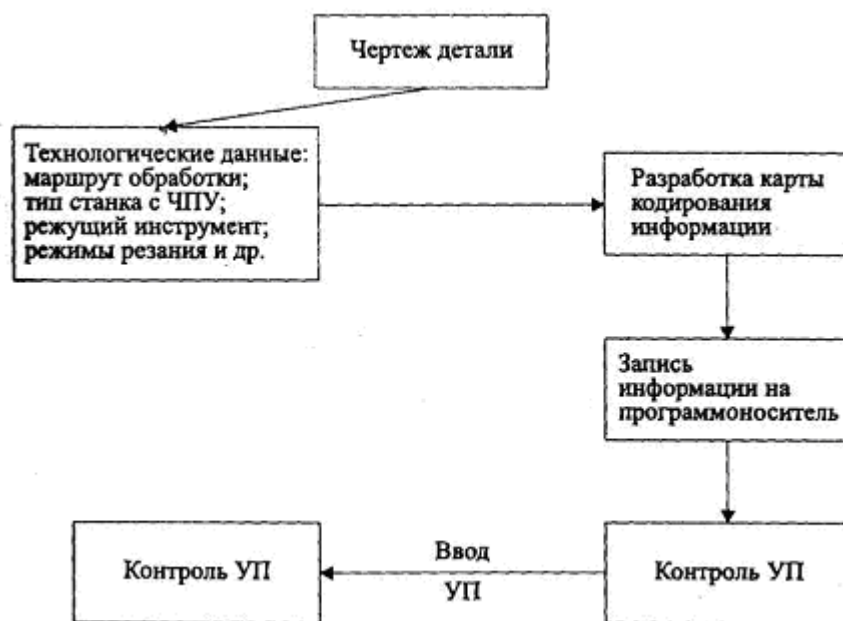 Чертеж детали
Технологические данные:
маршрут обработки;
тип станка с ЧПУ;
режущий инструмент;
режимы резания и др.
Разработка карты
кодирования
информации
Запись
информации на
программоноситель
Контроль УП
Ввод
УП
Контроль УП